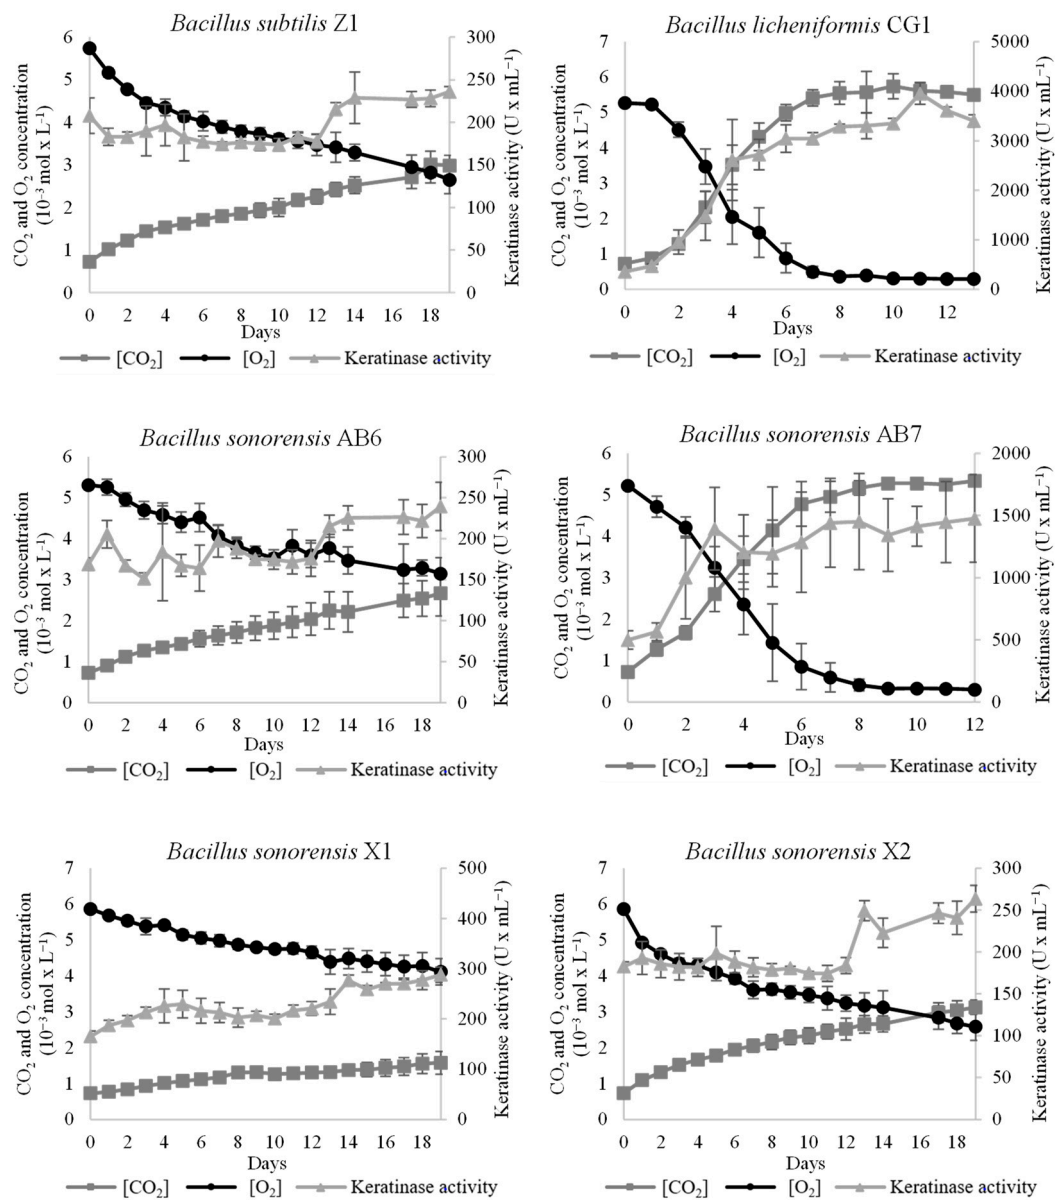 Bacillus subtilis Z1
6
5
4
3
2
1
0
300
250
200
150
100
50
0
CO₂ and O₂ concentration
(10⁻³ mol x L⁻¹)
Keratinase activity (U x mL⁻¹)
0 2 4 6 8 10 12 14 16 18
Days
[CO₂] [O₂] Keratinase activity
Bacillus licheniformis CG1
7
6
5
4
3
2
1
0
5000
4000
3000
2000
1000
0
CO₂ and O₂ concentration
(10⁻³ mol x L⁻¹)
Keratinase activity (U x mL⁻¹)
0 2 4 6 8 10 12
Days
[CO₂] [O₂] Keratinase activity
Bacillus sonorensis AB6
6
5
4
3
2
1
0
300
250
200
150
100
50
0
CO₂ and O₂ concentration
(10⁻³ mol x L⁻¹)
Keratinase activity (U x mL⁻¹)
0 2 4 6 8 10 12 14 16 18
Days
[CO₂] [O₂] Keratinase activity
Bacillus sonorensis AB7
6
5
4
3
2
1
0
2000
1500
1000
500
0
CO₂ and O₂ concentration
(10⁻³ mol x L⁻¹)
Keratinase activity (U x mL⁻¹)
0 2 4 6 8 10 12
Days
[CO₂] [O₂] Keratinase activity
Bacillus sonorensis X1
7
6
5
4
3
2
1
0
500
400
300
200
100
0
CO₂ and O₂ concentration
(10⁻³ mol x L⁻¹)
Keratinase activity (U x mL⁻¹)
0 2 4 6 8 10 12 14 16 18
Days
[CO₂] [O₂] Keratinase activity
Bacillus sonorensis X2
7
6
5
4
3
2
1
0
300
250
200
150
100
50
0
CO₂ and O₂ concentration
(10⁻³ mol x L⁻¹)
Keratinase activity (U x mL⁻¹)
0 2 4 6 8 10 12 14 16 18
Days
[CO₂] [O₂] Keratinase activity